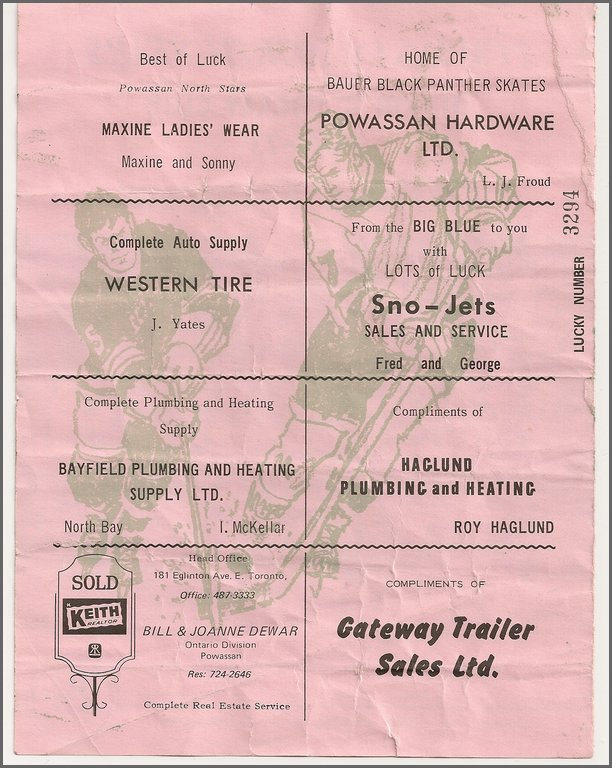 Best of Luck
Powassan North Stars
MAXINE LADIES' WEAR
Maxine and Sonny
HOME OF
BAUER BLACK PANTHER SKATES
POWASSAN HARDWARE
LTD.
L. J. Froud
Complete Auto Supply
WESTERN TIRE
J. Yates
From the BIG BLUE to you
with
LOTS of LUCK
Sno-Jets
SALES AND SERVICE
Fred and George
Complete Plumbing and Heating
Supply
BAYFIELD PLUMBING AND HEATING
SUPPLY LTD.
North Bay I. McKellar
Compliments of
HAGLUND
PLUMBING and HEATING
ROY HAGLUND
SOLD
KEITH
REALTOR
Head Office
181 Eglinton Ave. E. Toronto,
Office: 487-3333
BILL & JOANNE DEWAR
Ontario Division
Powassan
Res: 724-2646
Complete Real Estate Service
COMPLIMENTS OF
Gateway Trailer
Sales Ltd.
LUCKY NUMBER 3294